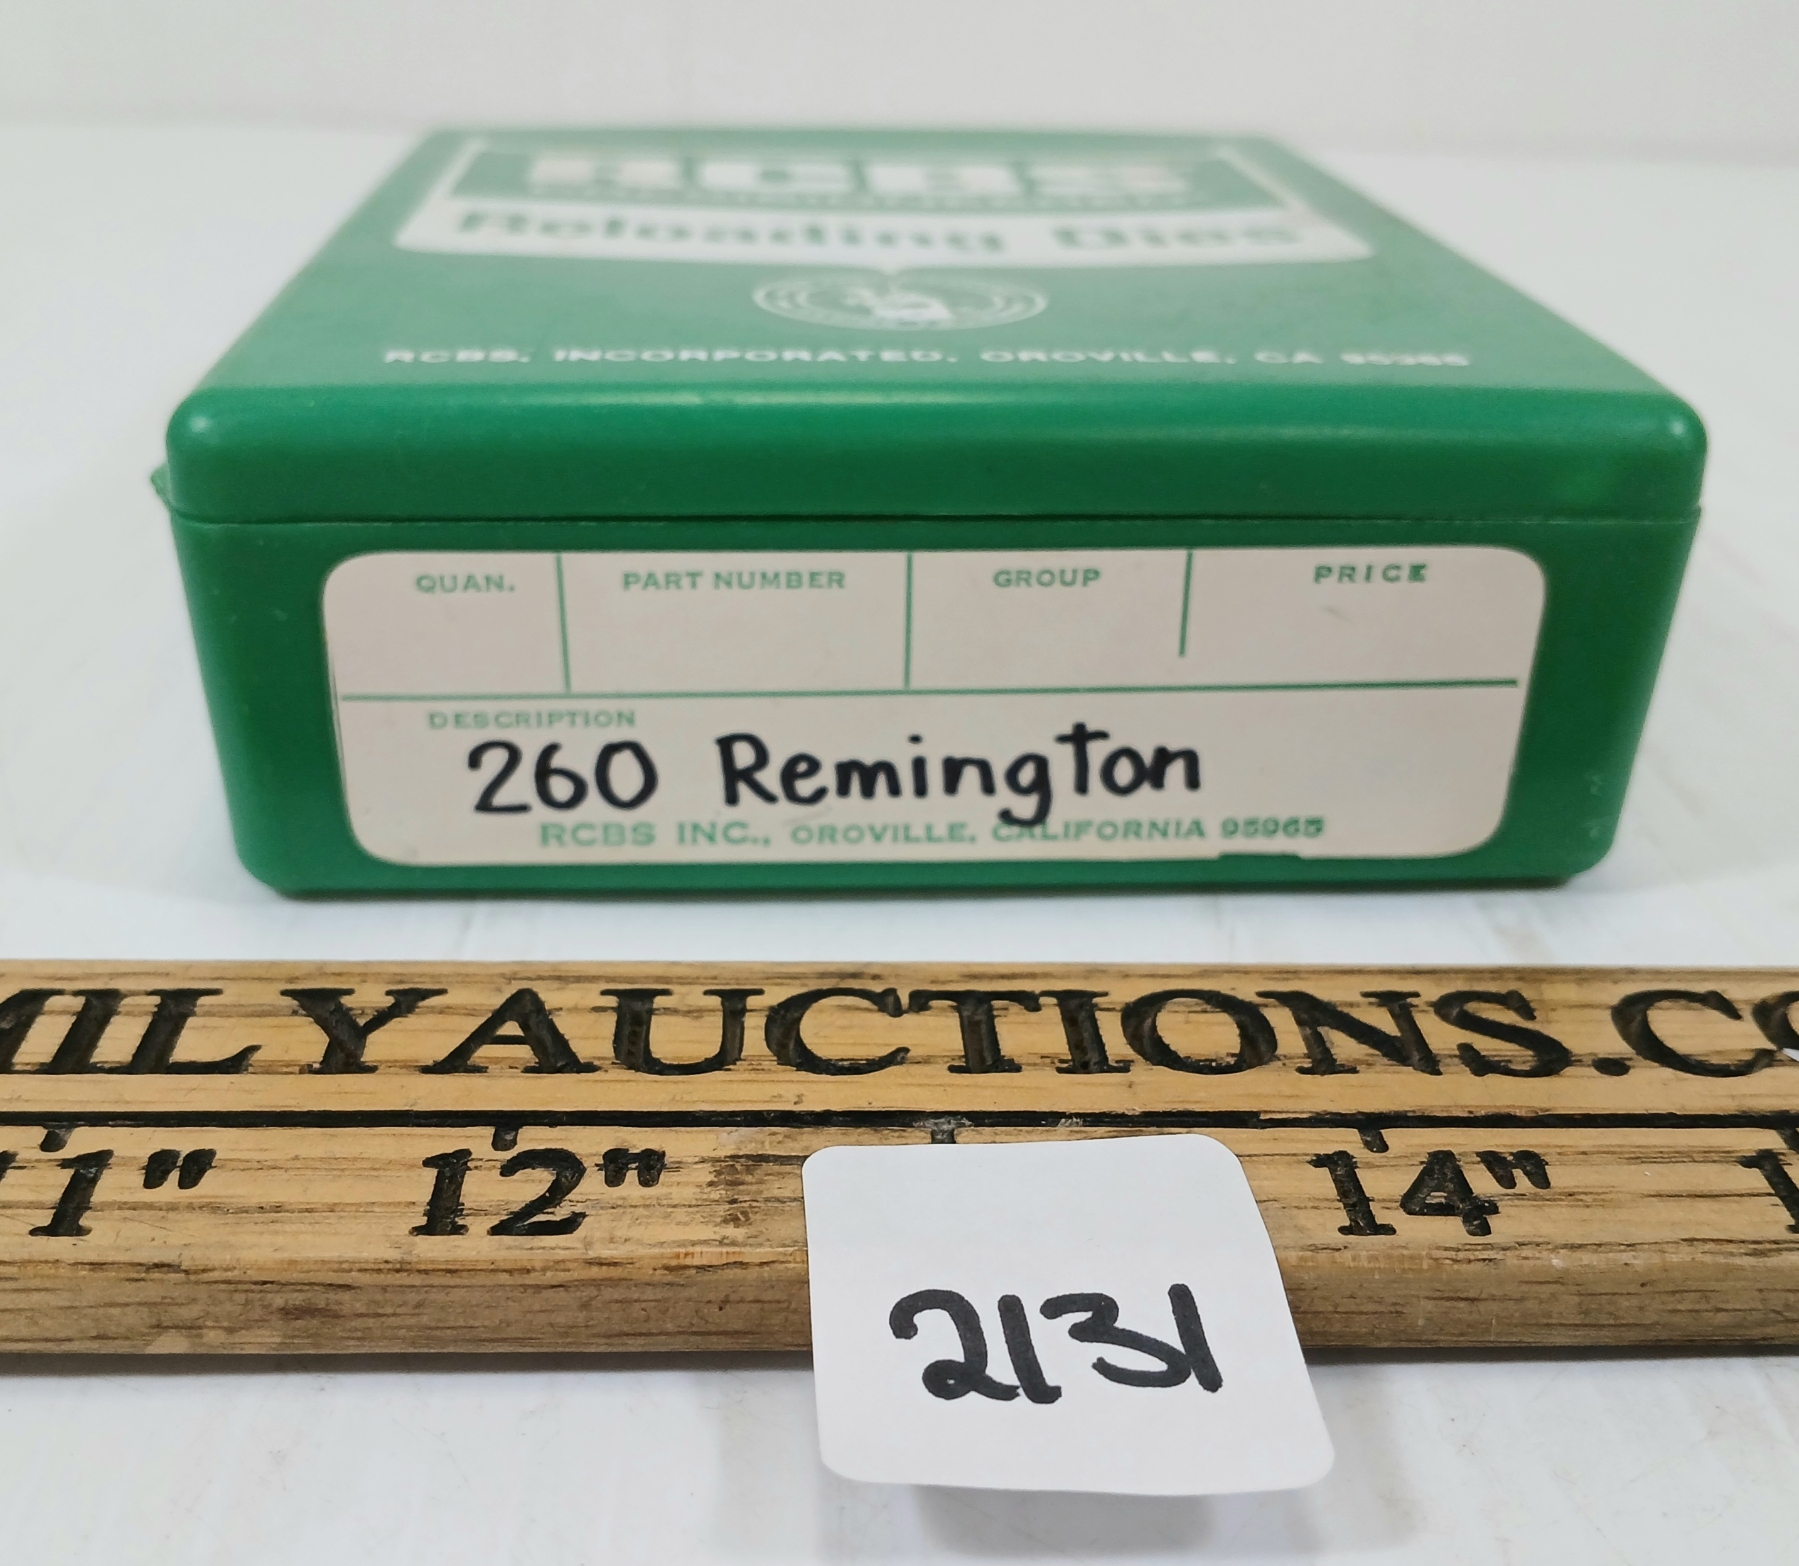 RCBS
Reloading Dies
RCBS, INCORPORATED, OROVILLE, CA 95965
QUAN. PART NUMBER GROUP PRICE
DESCRIPTION
260 Remington
RCBS INC., OROVILLE, CALIFORNIA 95965
MILYAUCTIONS.CO
11" 12" 14" 1
2131